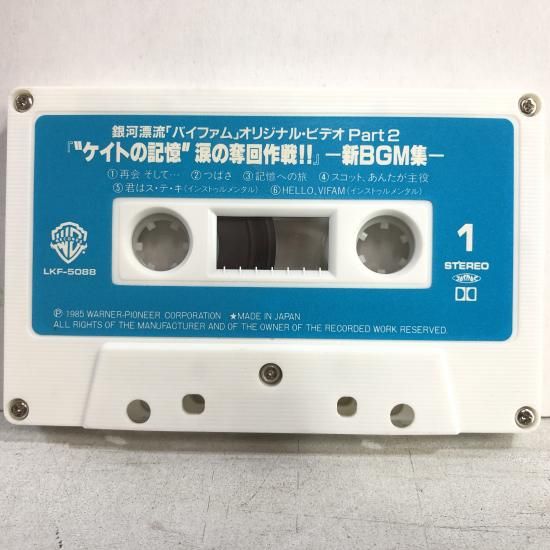 銀河漂流「バイファム」オリジナル・ビデオ Part 2
『“ケイトの記憶”涙の奪回作戦!!』―新BGM集―
①再会 そして… ②つばさ ③記憶への旅 ④スコット、あんたが主役
⑤君はス・テ・キ(インストゥルメンタル) ⑥HELLO, VIFAM(インストゥルメンタル)
LKF-5088
1
STEREO
Ⓟ 1985 WARNER-PIONEER CORPORATION ★MADE IN JAPAN
ALL RIGHTS OF THE MANUFACTURER AND OF THE OWNER OF THE RECORDED WORK RESERVED.